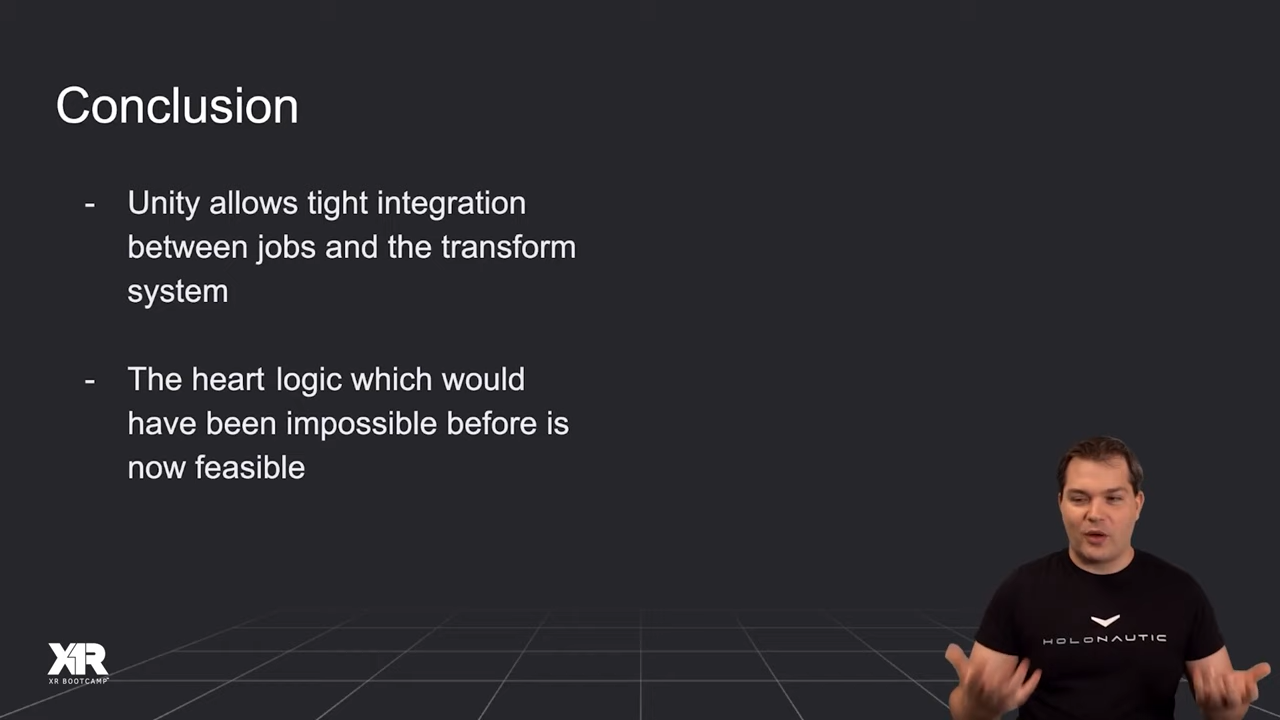 Conclusion
- Unity allows tight integration
between jobs and the transform
system
- The heart logic which would
have been impossible before is
now feasible
XR
XR BOOTCAMP
HOLONAUTIC